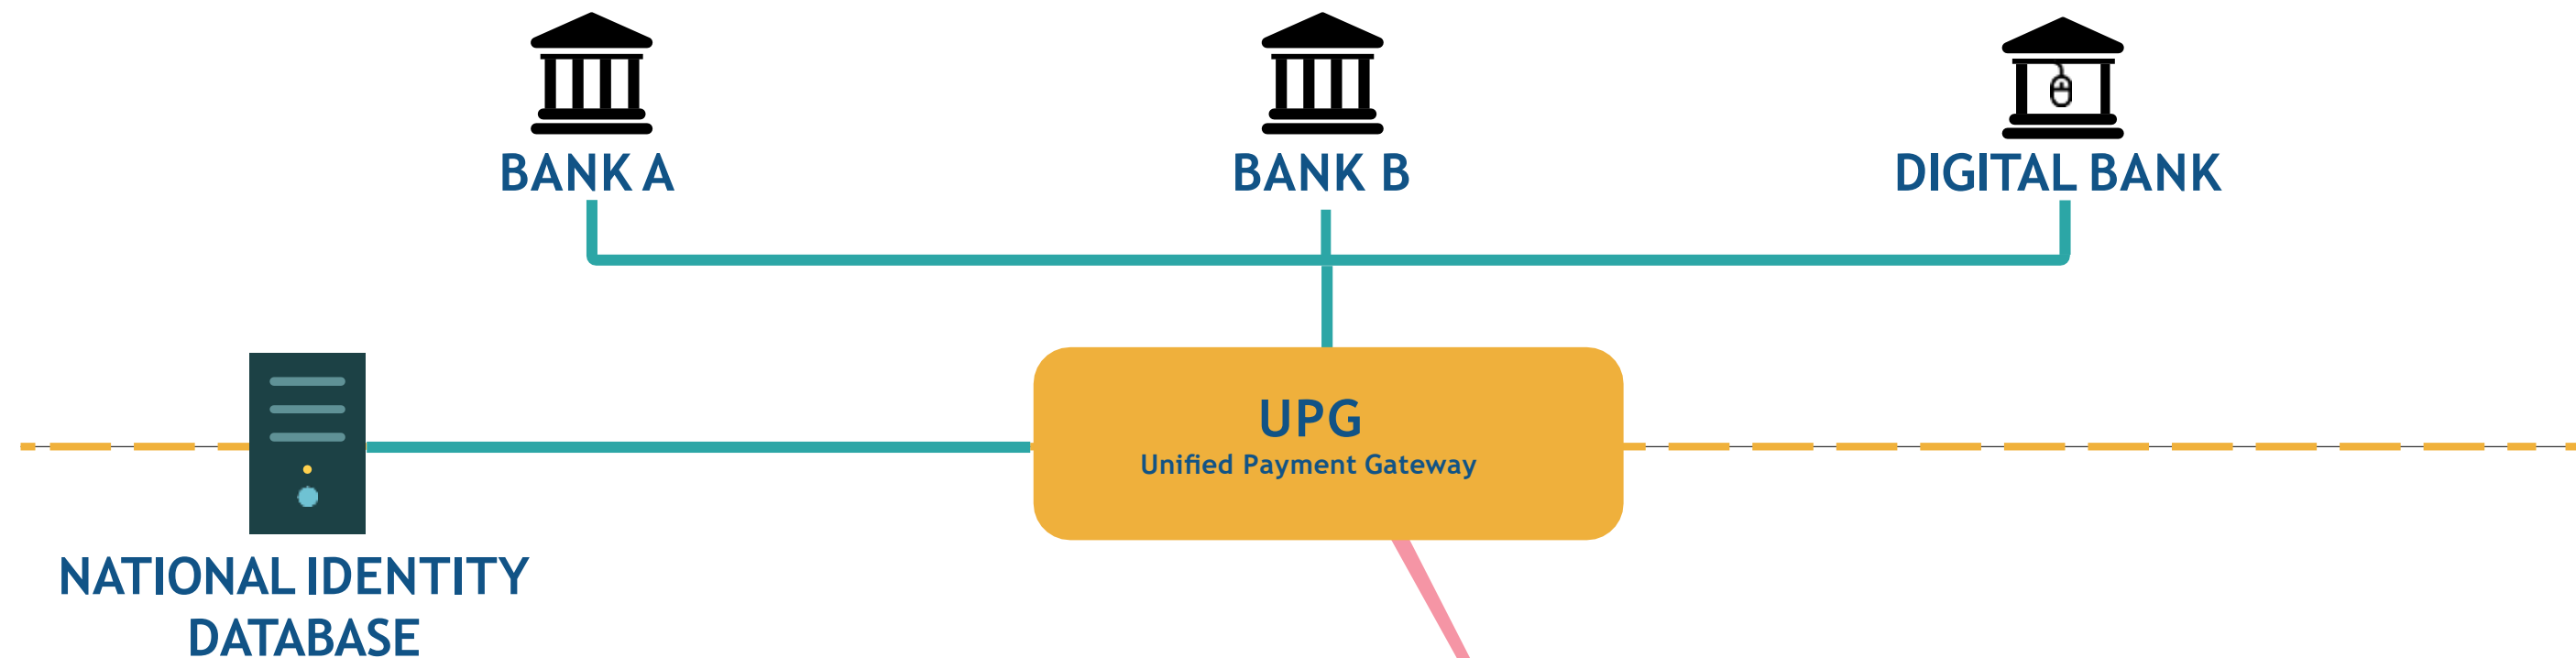 BANK A
BANK B
DIGITAL BANK
UPG
Unified Payment Gateway
NATIONAL IDENTITY
DATABASE